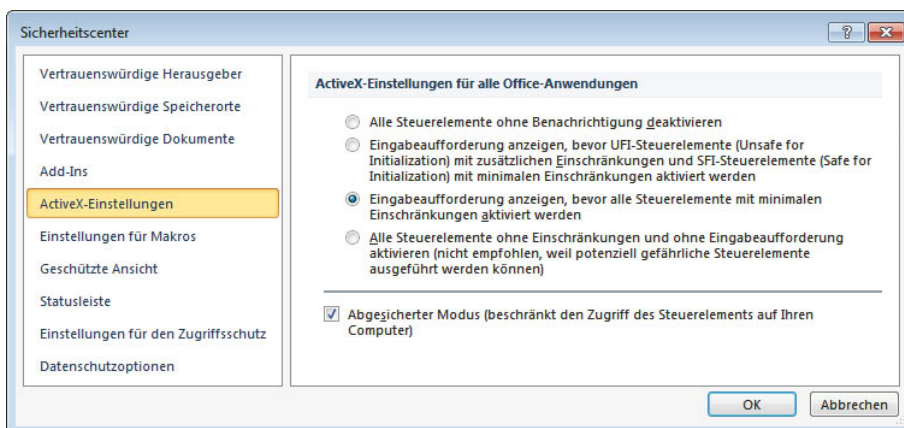 Sicherheitscenter
Vertrauenswürdige Herausgeber
Vertrauenswürdige Speicherorte
Vertrauenswürdige Dokumente
Add-Ins
ActiveX-Einstellungen
Einstellungen für Makros
Geschützte Ansicht
Statusleiste
Einstellungen für den Zugriffsschutz
Datenschutzoptionen
ActiveX-Einstellungen für alle Office-Anwendungen
Alle Steuerelemente ohne Benachrichtigung deaktivieren
Eingabeaufforderung anzeigen, bevor UFI-Steuerelemente (Unsafe for
Initialization) mit zusätzlichen Einschränkungen und SFI-Steuerelemente (Safe for
Initialization) mit minimalen Einschränkungen aktiviert werden
Eingabeaufforderung anzeigen, bevor alle Steuerelemente mit minimalen
Einschränkungen aktiviert werden
Alle Steuerelemente ohne Einschränkungen und ohne Eingabeaufforderung
aktivieren (nicht empfohlen, weil potenziell gefährliche Steuerelemente
ausgeführt werden können)
Abgesicherter Modus (beschränkt den Zugriff des Steuerelements auf Ihren
Computer)
OK
Abbrechen